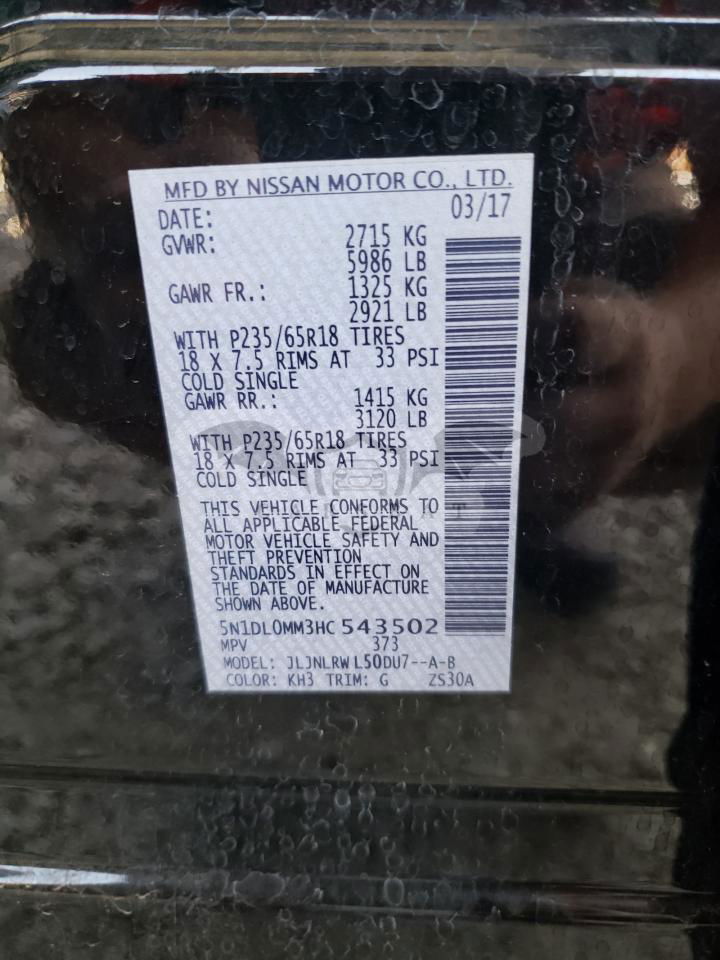 MFD BY NISSAN MOTOR CO., LTD.
DATE: 03/17
GVWR: 2715 KG
5986 LB
GAWR FR.: 1325 KG
2921 LB
WITH P235/65R18 TIRES
18 X 7.5 RIMS AT 33 PSI
COLD SINGLE
GAWR RR.: 1415 KG
3120 LB
WITH P235/65R18 TIRES
18 X 7.5 RIMS AT 33 PSI
COLD SINGLE
THIS VEHICLE CONFORMS TO
ALL APPLICABLE FEDERAL
MOTOR VEHICLE SAFETY AND
THEFT PREVENTION
STANDARDS IN EFFECT ON
THE DATE OF MANUFACTURE
SHOWN ABOVE.
5N1DL0MM3HC 543502
MPV 373
MODEL: JLJNLRW L50DU7--A-B
COLOR: KH3 TRIM: G ZS30A